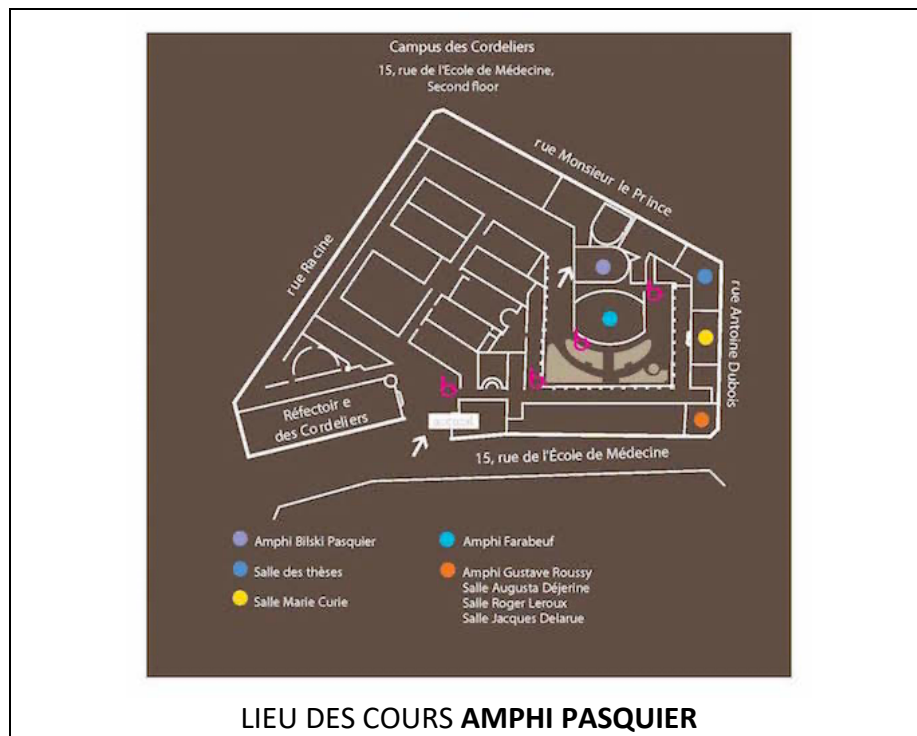 Campus des Cordeliers
15, rue de l'Ecole de Médecine,
Second floor
rue Monsieur le Prince
rue Racine
rue Antoine Dubois
Réfectoir e
des Cordeliers
15, rue de l'École de Médecine
Amphi Bilski Pasquier
Salle des thèses
Salle Marie Curie
Amphi Farabeuf
Amphi Gustave Roussy
Salle Augusta Déjerine
Salle Roger Leroux
Salle Jacques Delarue
LIEU DES COURS AMPHI PASQUIER